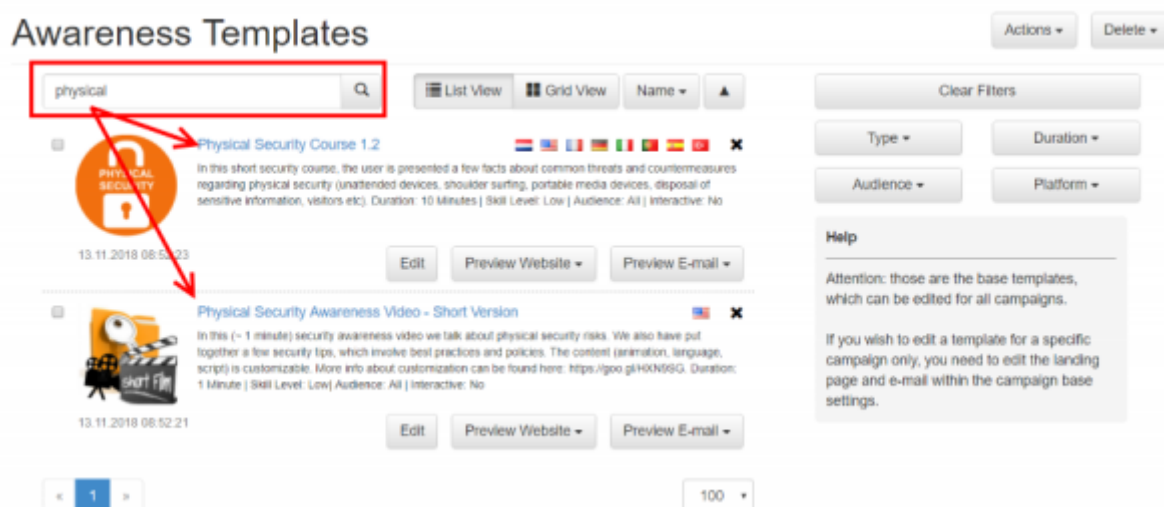 Awareness Templates
Actions
Delete
physical
List View
Grid View
Name
Clear Filters
Type
Duration
Audience
Platform
Physical Security Course 1.2
PHYSICAL
SECURITY
In this short security course, the user is presented a few facts about common threats and countermeasures
regarding physical security (unattended devices, shoulder surfing, portable media devices, disposal of
sensitive information, visitors etc). Duration: 10 Minutes | Skill Level: Low | Audience: All | Interactive: No
13.11.2018 08:52:23
Edit
Preview Website
Preview E-mail
Physical Security Awareness Video - Short Version
short Film
In this (~ 1 minute) security awareness video we talk about physical security risks. We also have put
together a few security tips, which involve best practices and policies. The content (animation, language,
script) is customizable. More info about customization can be found here: Duration:
1 Minute | Skill Level: Low| Audience: All | Interactive: No
13.11.2018 08:52:21
Edit
Preview Website
Preview E-mail
« 1 »
100
Help
Attention: those are the base templates,
which can be edited for all campaigns.
If you wish to edit a template for a specific
campaign only, you need to edit the landing
page and e-mail within the campaign base
settings.